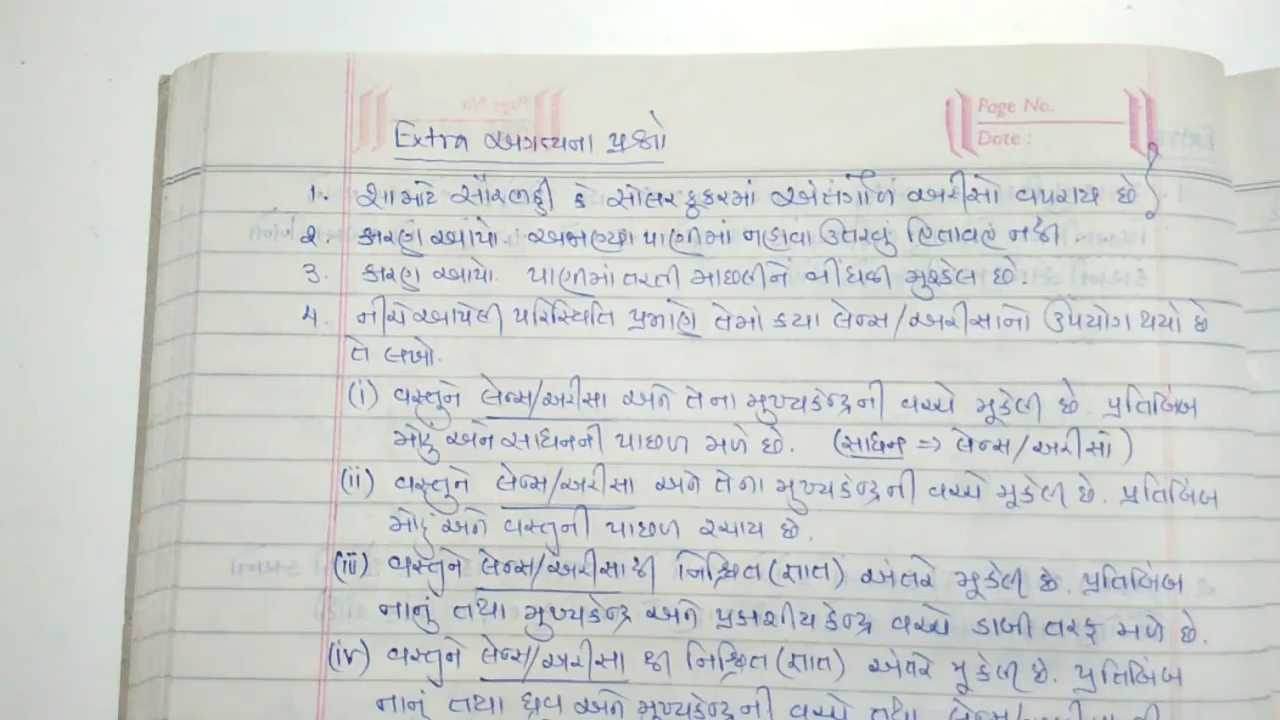 Page No.
Date :
Extra અગત્યના પ્રશ્નો
1. શા માટે સૌરભઠ્ઠી કે સોલર કુકરમાં અંતર્ગોળ અરીસો વપરાય છે?
2. કારણ આપો. અજાણ્યા પાણીમાં નહાવા ઉતરવું હિતાવહ નથી.
3. કારણ આપો. પાણીમાં તરતી માછલીને વીંધવી મુશ્કેલ છે.
4. નીચે આપેલી પરિસ્થિતિ પ્રમાણે તેમાં કયા લેન્સ/અરીસાનો ઉપયોગ થયો છે
તે લખો.
(i) વસ્તુને લેન્સ/અરીસા અને તેના મુખ્યકેન્દ્રની વચ્ચે મૂકેલી છે. પ્રતિબિંબ
મોટું અને સાધનની પાછળ મળે છે. (સાધન => લેન્સ/અરીસો)
(ii) વસ્તુને લેન્સ/અરીસા અને તેના મુખ્યકેન્દ્રની વચ્ચે મૂકેલી છે. પ્રતિબિંબ
મોટું અને વસ્તુની પાછળ રચાય છે.
(iii) વસ્તુને લેન્સ/અરીસાથી નિશ્ચિત (જ્ઞાત) અંતરે મૂકેલી છે. પ્રતિબિંબ
નાનું તથા મુખ્યકેન્દ્ર અને પ્રકાશીય કેન્દ્ર વચ્ચે ડાબી તરફ મળે છે.
(iv) વસ્તુને લેન્સ/અરીસા થી નિશ્ચિત (જ્ઞાત) અંતરે મૂકેલી છે. પ્રતિબિંબ
નાનું તથા ધ્રુવ અને મુખ્યકેન્દ્રની વચ્ચે તથા લેન્સ/અરીસાની